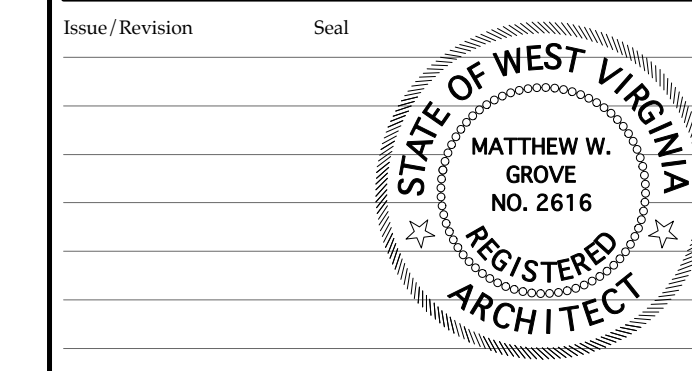 Issue/Revision
Seal
STATE OF WEST VIRGINIA
MATTHEW W.
GROVE
NO. 2616
REGISTERED
ARCHITECT